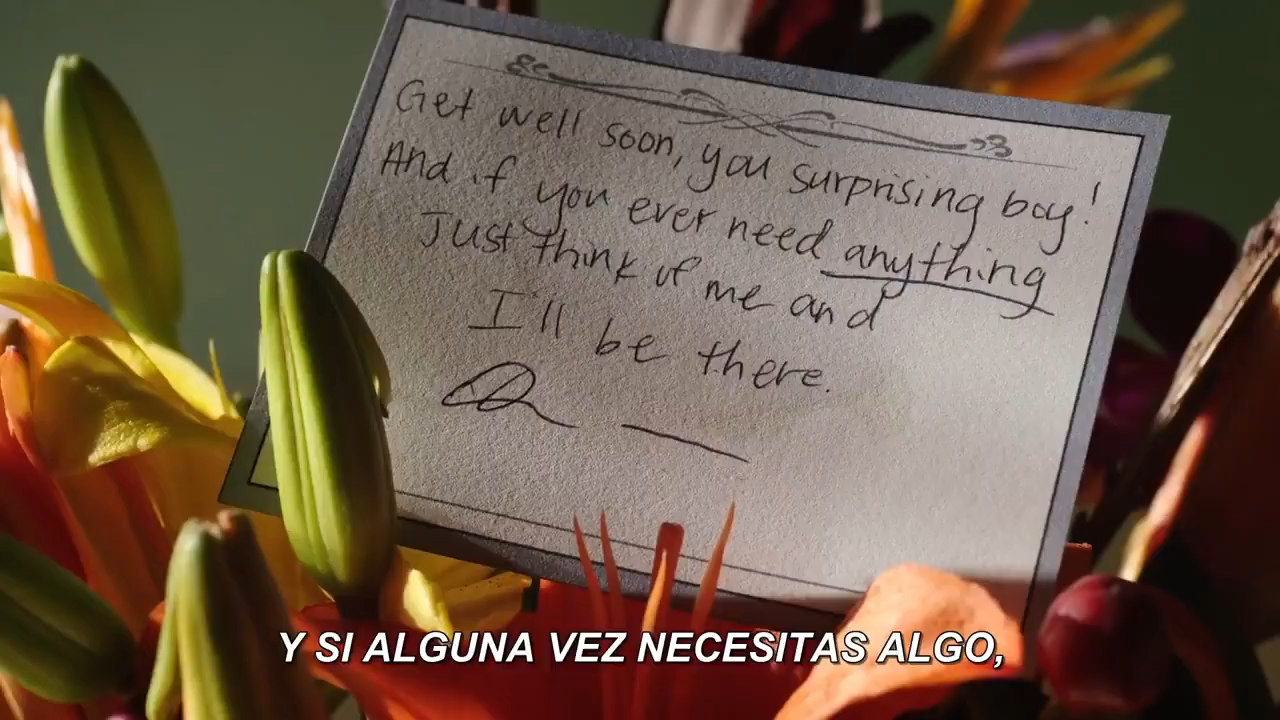 Get well soon, you surprising boy!
And if you ever need anything
Just think of me and
I'll be there.
Y SI ALGUNA VEZ NECESITAS ALGO,